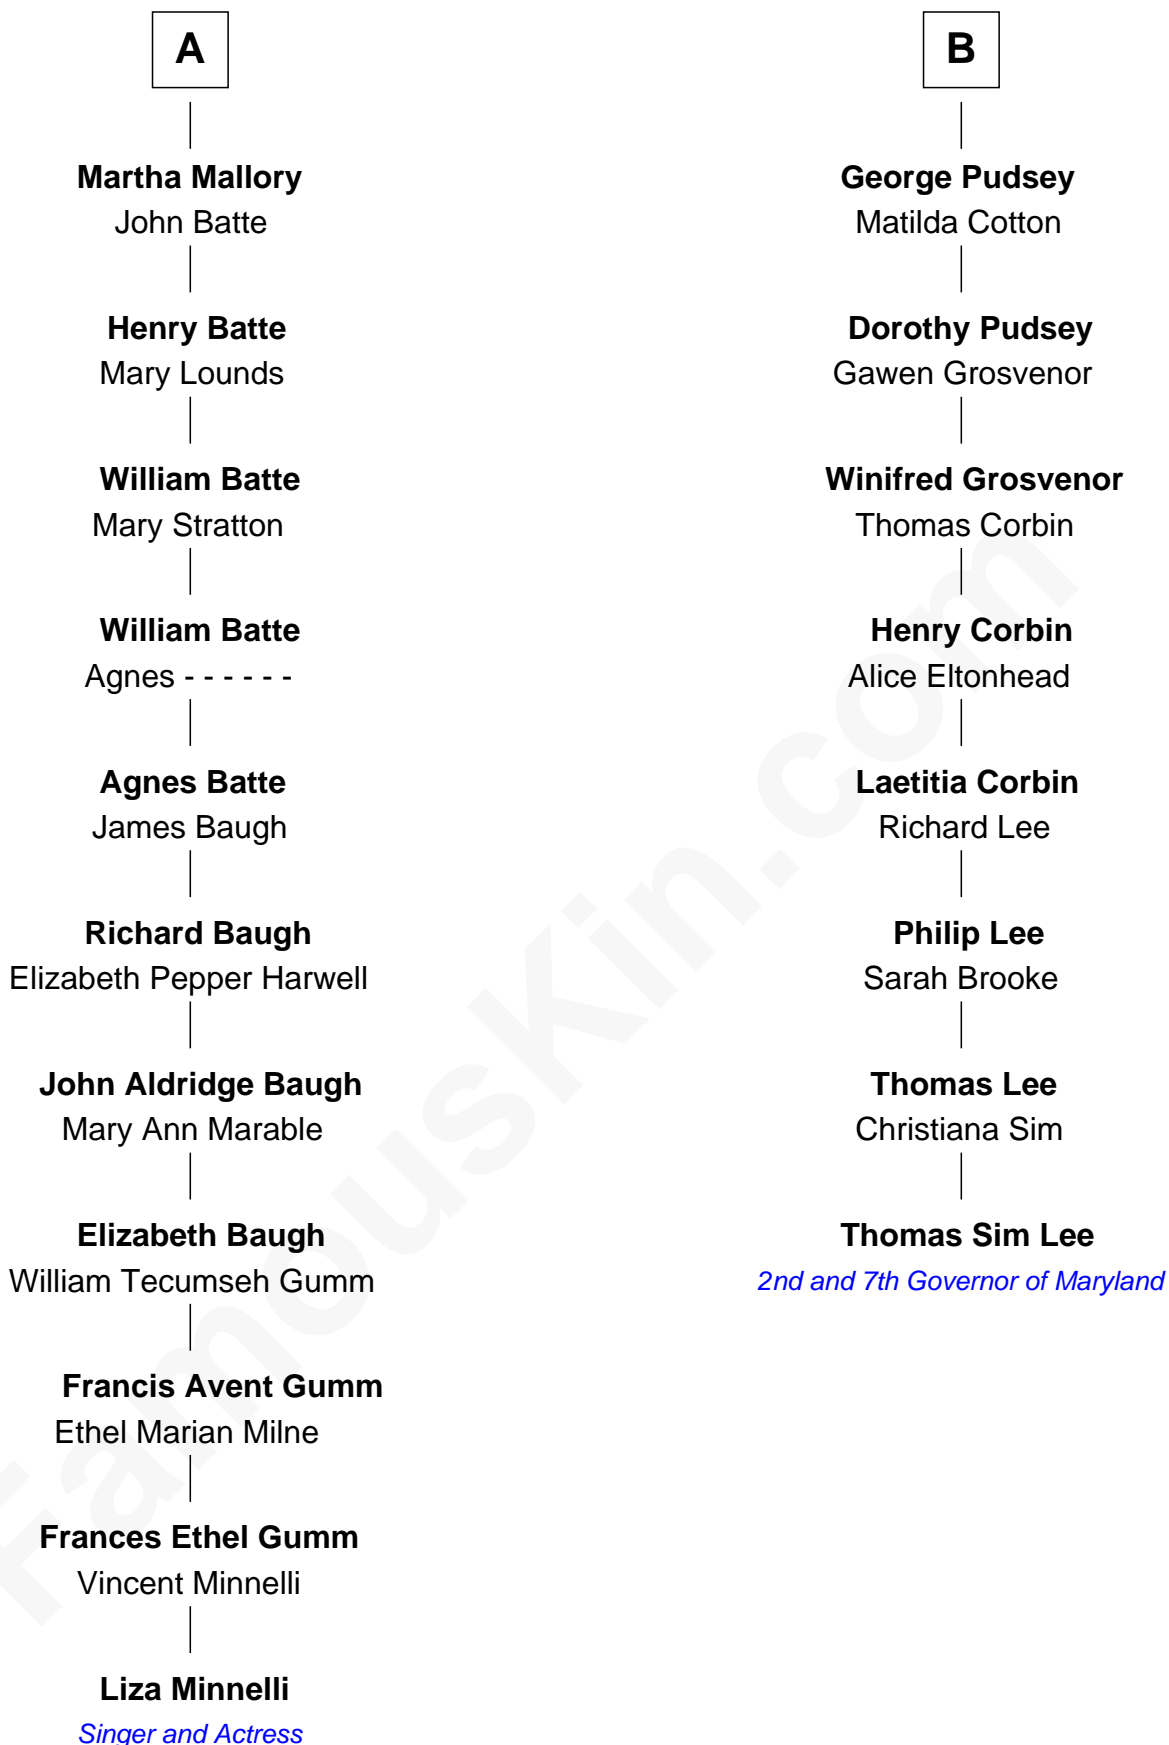 A
Martha Mallory
John Batte
Henry Batte
Mary Lounds
William Batte
Mary Stratton
William Batte
Agnes - - - - - -
Agnes Batte
James Baugh
Richard Baugh
Elizabeth Pepper Harwell
John Aldridge Baugh
Mary Ann Marable
Elizabeth Baugh
William Tecumseh Gumm
Francis Avent Gumm
Ethel Marian Milne
Frances Ethel Gumm
Vincent Minnelli
Liza Minnelli
Singer and Actress
B
George Pudsey
Matilda Cotton
Dorothy Pudsey
Gawen Grosvenor
Winifred Grosvenor
Thomas Corbin
Henry Corbin
Alice Eltonhead
Laetitia Corbin
Richard Lee
Philip Lee
Sarah Brooke
Thomas Lee
Christiana Sim
Thomas Sim Lee
2nd and 7th Governor of Maryland
FamousKin.com